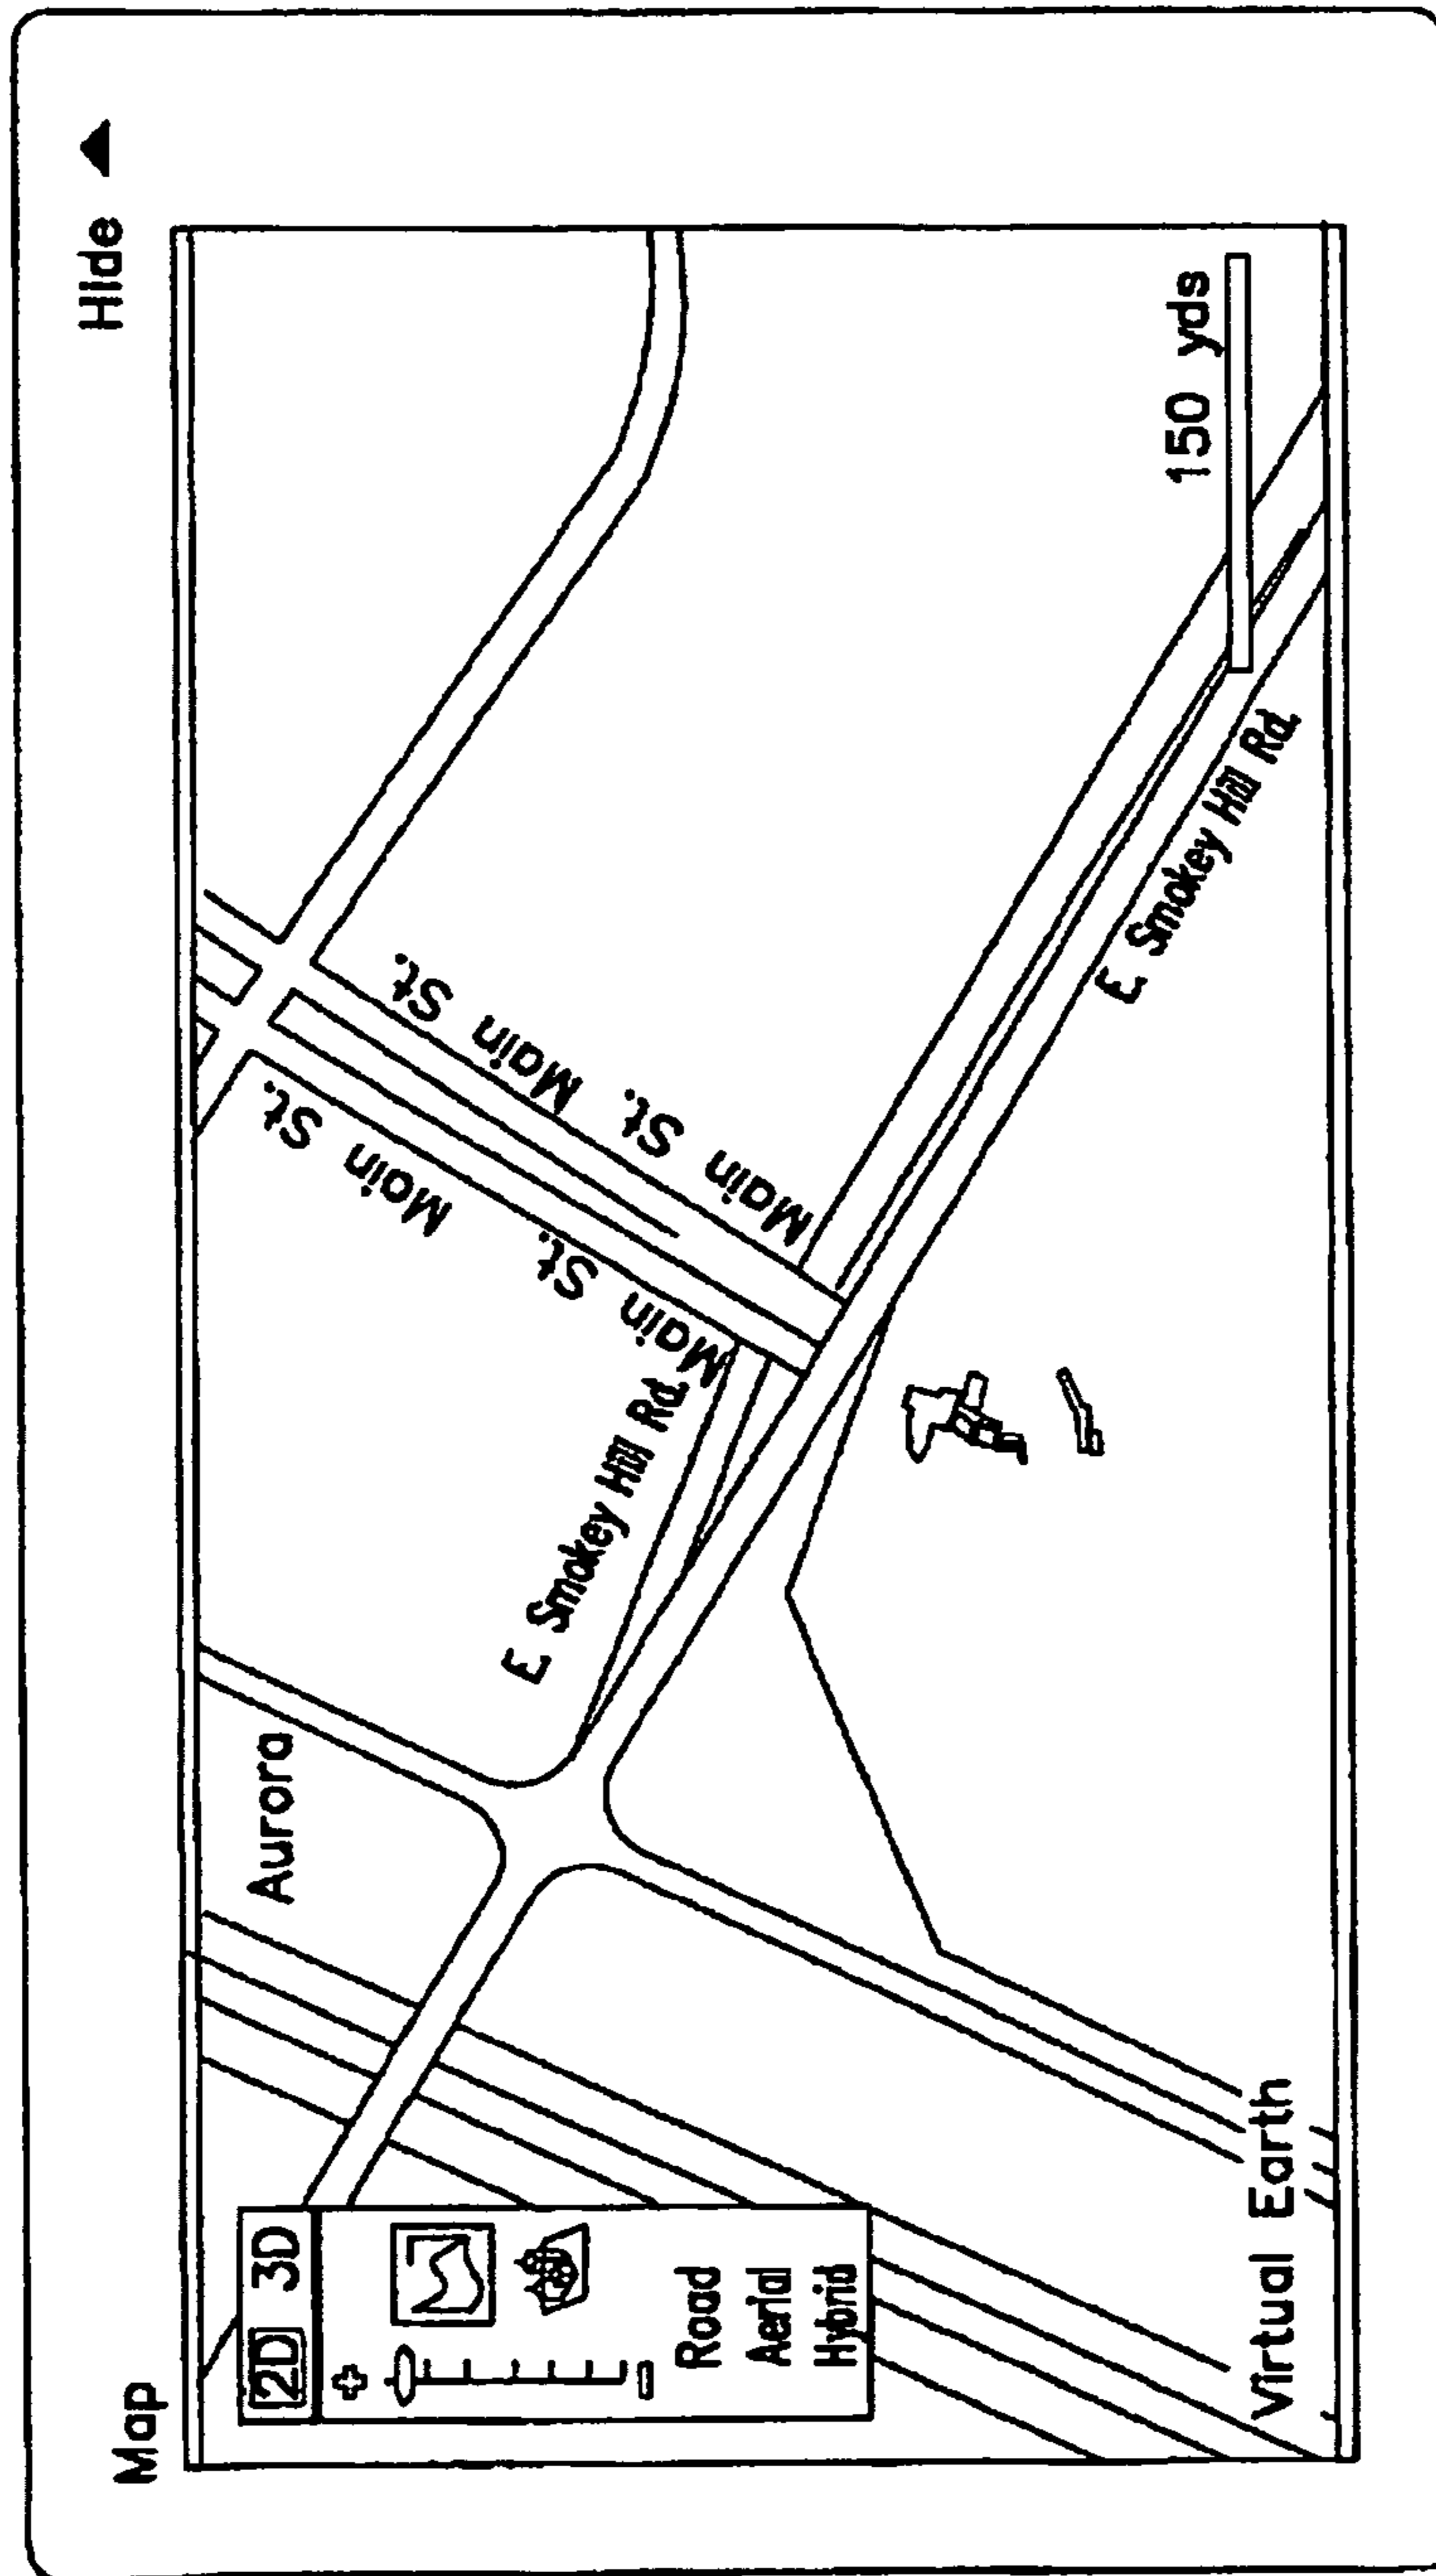 Map
Hide
2D 3D
Road
Aerial
Hybrid
Aurora
E. Smokey Hill Rd.
Main St.
Main St.
Main St.
Main St.
E. Smokey Hill Rd.
150 yds
Virtual Earth